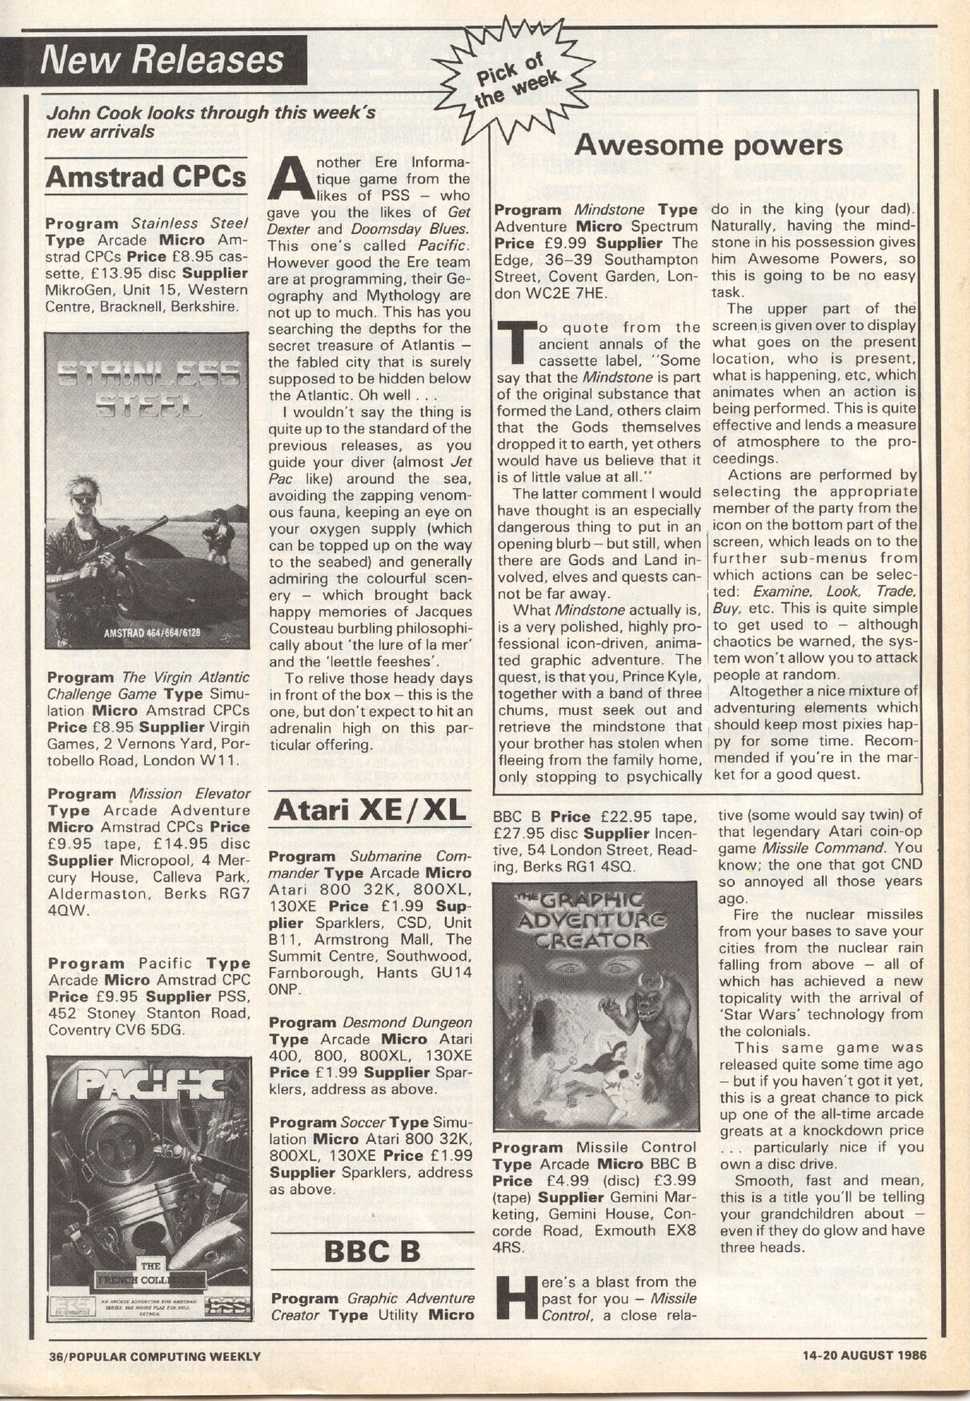 New Releases
Pick of
the week
John Cook looks through this week's
new arrivals
Amstrad CPCs
Program Stainless Steel
Type Arcade Micro Am-
strad CPCs Price £8.95 cas-
sette, £13.95 disc Supplier
MikroGen, Unit 15, Western
Centre, Bracknell, Berkshire.
STAINLESS
STEEL
AMSTRAD 464/664/6128
Program The Virgin Atlantic
Challenge Game Type Simu-
lation Micro Amstrad CPCs
Price £8.95 Supplier Virgin
Games, 2 Vernons Yard, Por-
tobello Road, London W11.
Program Mission Elevator
Type Arcade Adventure
Micro Amstrad CPCs Price
£9.95 tape, £14.95 disc
Supplier Micropool, 4 Mer-
cury House, Calleva Park,
Aldermaston, Berks RG7
4QW.
Program Pacific Type
Arcade Micro Amstrad CPC
Price £9.95 Supplier PSS,
452 Stoney Stanton Road,
Coventry CV6 5DG.
PACIFIC
THE
FRENCH COLLECTION
PSS
Another Ere Informa-
tique game from the
likes of PSS – who
gave you the likes of Get
Dexter and Doomsday Blues.
This one's called Pacific.
However good the Ere team
are at programming, their Ge-
ography and Mythology are
not up to much. This has you
searching the depths for the
secret treasure of Atlantis –
the fabled city that is surely
supposed to be hidden below
the Atlantic. Oh well . . .
I wouldn't say the thing is
quite up to the standard of the
previous releases, as you
guide your diver (almost Jet
Pac like) around the sea,
avoiding the zapping venom-
ous fauna, keeping an eye on
your oxygen supply (which
can be topped up on the way
to the seabed) and generally
admiring the colourful scen-
ery – which brought back
happy memories of Jacques
Cousteau burbling philosophi-
cally about 'the lure of la mer'
and the 'leettle feeshes'.
To relive those heady days
in front of the box – this is the
one, but don't expect to hit an
adrenalin high on this par-
ticular offering.
Atari XE/XL
Program Submarine Com-
mander Type Arcade Micro
Atari 800 32K, 800XL,
130XE Price £1.99 Sup-
plier Sparklers, CSD, Unit
B11, Armstrong Mall, The
Summit Centre, Southwood,
Farnborough, Hants GU14
0NP.
Program Desmond Dungeon
Type Arcade Micro Atari
400, 800, 800XL, 130XE
Price £1.99 Supplier Spar-
klers, address as above.
Program Soccer Type Simu-
lation Micro Atari 800 32K,
800XL, 130XE Price £1.99
Supplier Sparklers, address
as above.
BBC B
Program Graphic Adventure
Creator Type Utility Micro
BBC B Price £22.95 tape,
£27.95 disc Supplier Incen-
tive, 54 London Street, Read-
ing, Berks RG1 4SQ.
THE GRAPHIC
ADVENTURE
CREATOR
Program Missile Control
Type Arcade Micro BBC B
Price £4.99 (disc) £3.99
(tape) Supplier Gemini Mar-
keting, Gemini House, Con-
corde Road, Exmouth EX8
4RS.
Here's a blast from the
past for you – Missile
Control, a close rela-
tive (some would say twin) of
that legendary Atari coin-op
game Missile Command. You
know; the one that got CND
so annoyed all those years
ago.
Fire the nuclear missiles
from your bases to save your
cities from the nuclear rain
falling from above – all of
which has achieved a new
topicality with the arrival of
'Star Wars' technology from
the colonials.
This same game was
released quite some time ago
– but if you haven't got it yet,
this is a great chance to pick
up one of the all-time arcade
greats at a knockdown price
. . . particularly nice if you
own a disc drive.
Smooth, fast and mean,
this is a title you'll be telling
your grandchildren about –
even if they do glow and have
three heads.
Awesome powers
Program Mindstone Type
Adventure Micro Spectrum
Price £9.99 Supplier The
Edge, 36–39 Southampton
Street, Covent Garden, Lon-
don WC2E 7HE.
To quote from the
ancient annals of the
cassette label, "Some
say that the Mindstone is part
of the original substance that
formed the Land, others claim
that the Gods themselves
dropped it to earth, yet others
would have us believe that it
is of little value at all."
The latter comment I would
have thought is an especially
dangerous thing to put in an
opening blurb – but still, when
there are Gods and Land in-
volved, elves and quests can-
not be far away.
What Mindstone actually is,
is a very polished, highly pro-
fessional icon-driven, anima-
ted graphic adventure. The
quest, is that you, Prince Kyle,
together with a band of three
chums, must seek out and
retrieve the mindstone that
your brother has stolen when
fleeing from the family home,
only stopping to psychically
do in the king (your dad).
Naturally, having the mind-
stone in his possession gives
him Awesome Powers, so
this is going to be no easy
task.
The upper part of the
screen is given over to display
what goes on the present
location, who is present,
what is happening, etc, which
animates when an action is
being performed. This is quite
effective and lends a measure
of atmosphere to the pro-
ceedings.
Actions are performed by
selecting the appropriate
member of the party from the
icon on the bottom part of the
screen, which leads on to the
further sub-menus from
which actions can be selec-
ted: Examine, Look, Trade,
Buy, etc. This is quite simple
to get used to – although
chaotics be warned, the sys-
tem won't allow you to attack
people at random.
Altogether a nice mixture of
adventuring elements which
should keep most pixies hap-
py for some time. Recom-
mended if you're in the mar-
ket for a good quest.
36/POPULAR COMPUTING WEEKLY
14-20 AUGUST 1986